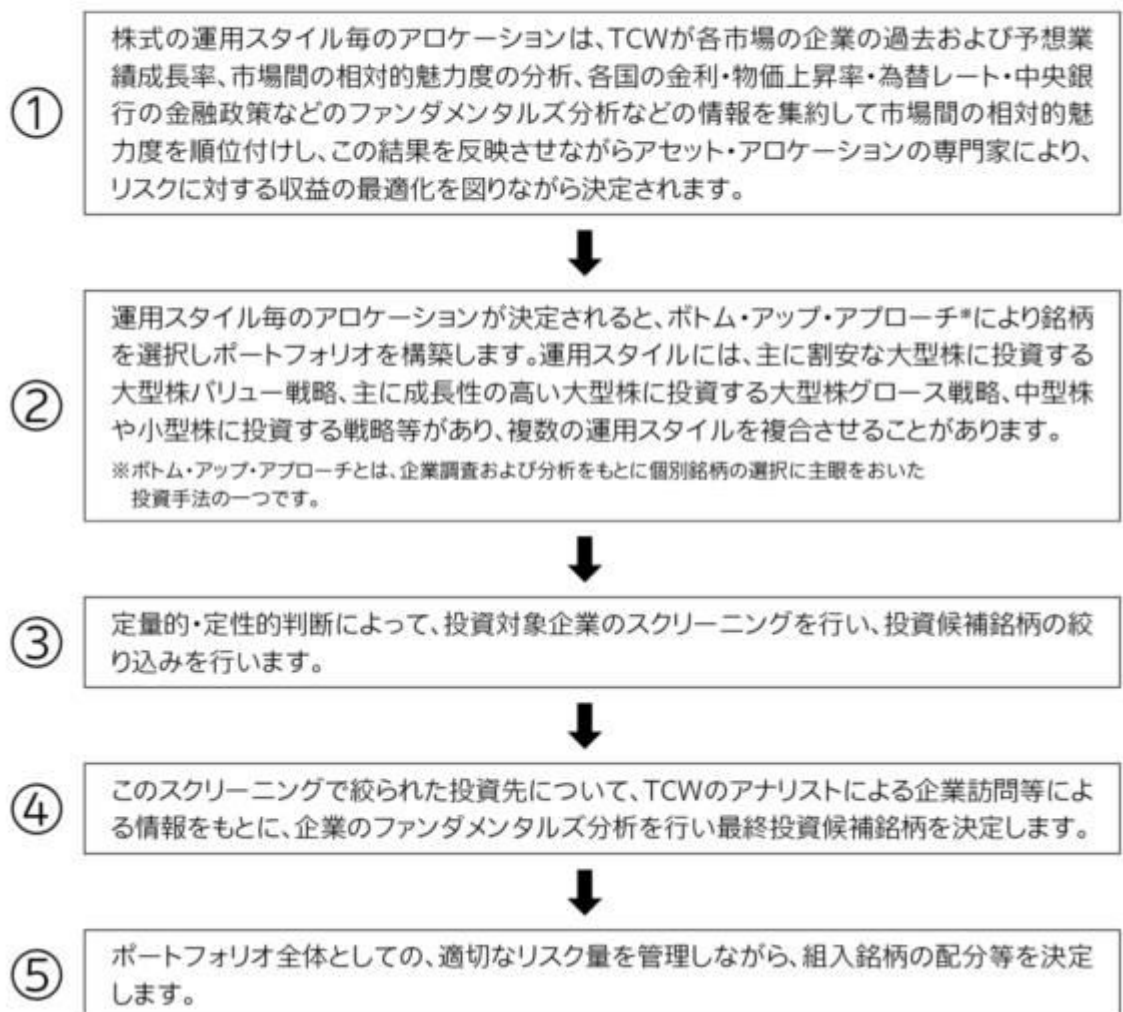 ①
株式の運用スタイル毎のアロケーションは、TCWが各市場の企業の過去および予想業
績成長率、市場間の相対的魅力度の分析、各国の金利・物価上昇率・為替レート・中央銀
行の金融政策などのファンダメンタルズ分析などの情報を集約して市場間の相対的魅
力度を順位付けし、この結果を反映させながらアセット・アロケーションの専門家により、
リスクに対する収益の最適化を図りながら決定されます。
②
運用スタイル毎のアロケーションが決定されると、ボトム・アップ・アプローチ※により銘柄
を選択しポートフォリオを構築します。運用スタイルには、主に割安な大型株に投資する
大型株バリュー戦略、主に成長性の高い大型株に投資する大型株グロース戦略、中型株
や小型株に投資する戦略等があり、複数の運用スタイルを複合させることがあります。
※ボトム・アップ・アプローチとは、企業調査および分析をもとに個別銘柄の選択に主眼をおいた
投資手法の一つです。
③
定量的・定性的判断によって、投資対象企業のスクリーニングを行い、投資候補銘柄の絞
り込みを行います。
④
このスクリーニングで絞られた投資先について、TCWのアナリストによる企業訪問等によ
る情報をもとに、企業のファンダメンタルズ分析を行い最終投資候補銘柄を決定します。
⑤
ポートフォリオ全体としての、適切なリスク量を管理しながら、組入銘柄の配分等を決定
します。